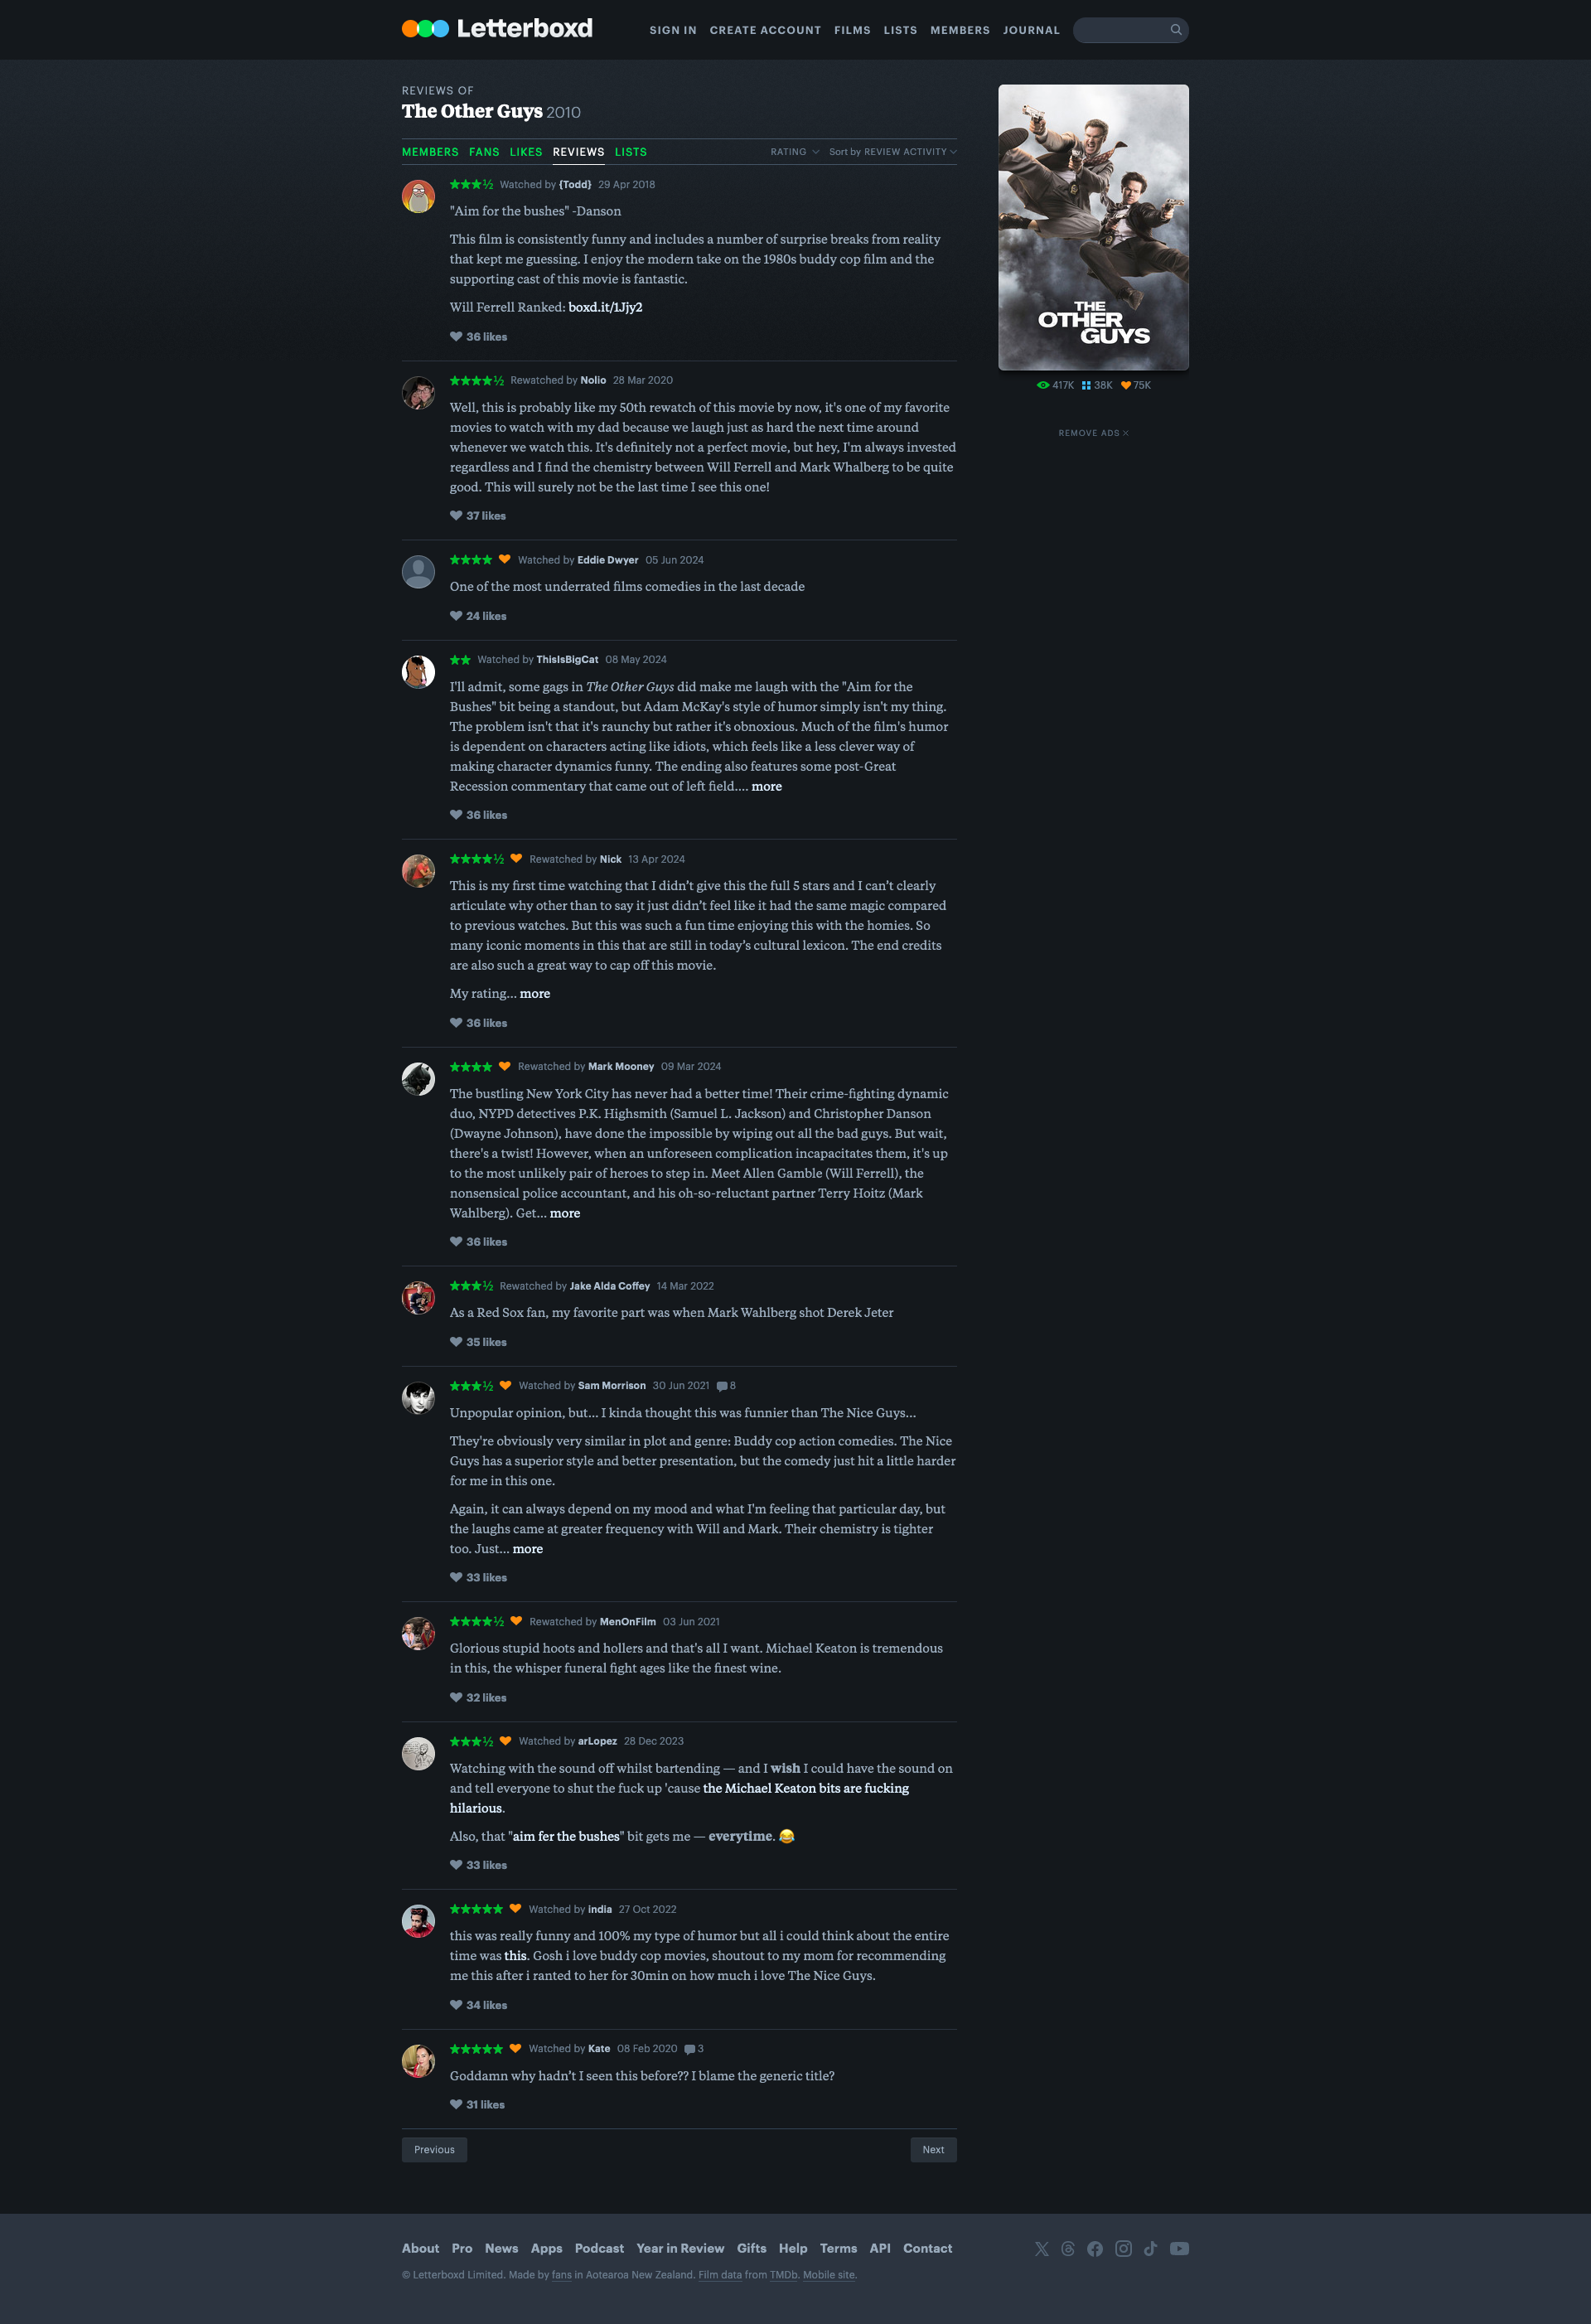 Letterboxd
SIGN IN CREATE ACCOUNT FILMS LISTS MEMBERS JOURNAL
REVIEWS OF
The Other Guys 2010
MEMBERS FANS LIKES REVIEWS LISTS
RATING Sort by REVIEW ACTIVITY
★★★½ Watched by {Todd} 29 Apr 2018
"Aim for the bushes" -Danson
This film is consistently funny and includes a number of surprise breaks from reality
that kept me guessing. I enjoy the modern take on the 1980s buddy cop film and the
supporting cast of this movie is fantastic.
Will Ferrell Ranked: boxd.it/1Jjy2
36 likes
★★★★½ Rewatched by Nolio 28 Mar 2020
Well, this is probably like my 50th rewatch of this movie by now, it's one of my favorite
movies to watch with my dad because we laugh just as hard the next time around
whenever we watch this. It's definitely not a perfect movie, but hey, I'm always invested
regardless and I find the chemistry between Will Ferrell and Mark Whalberg to be quite
good. This will surely not be the last time I see this one!
37 likes
★★★★ Watched by Eddie Dwyer 05 Jun 2024
One of the most underrated films comedies in the last decade
24 likes
★★ Watched by ThisIsBigCat 08 May 2024
I'll admit, some gags in The Other Guys did make me laugh with the "Aim for the
Bushes" bit being a standout, but Adam McKay's style of humor simply isn't my thing.
The problem isn't that it's raunchy but rather it's obnoxious. Much of the film's humor
is dependent on characters acting like idiots, which feels like a less clever way of
making character dynamics funny. The ending also features some post-Great
Recession commentary that came out of left field.… more
36 likes
★★★★½ Rewatched by Nick 13 Apr 2024
This is my first time watching that I didn’t give this the full 5 stars and I can’t clearly
articulate why other than to say it just didn’t feel like it had the same magic compared
to previous watches. But this was such a fun time enjoying this with the homies. So
many iconic moments in this that are still in today’s cultural lexicon. The end credits
are also such a great way to cap off this movie.
My rating… more
36 likes
★★★★ Rewatched by Mark Mooney 09 Mar 2024
The bustling New York City has never had a better time! Their crime-fighting dynamic
duo, NYPD detectives P.K. Highsmith (Samuel L. Jackson) and Christopher Danson
(Dwayne Johnson), have done the impossible by wiping out all the bad guys. But wait,
there's a twist! However, when an unforeseen complication incapacitates them, it's up
to the most unlikely pair of heroes to step in. Meet Allen Gamble (Will Ferrell), the
nonsensical police accountant, and his oh-so-reluctant partner Terry Hoitz (Mark
Wahlberg). Get… more
36 likes
★★★½ Rewatched by Jake Alda Coffey 14 Mar 2022
As a Red Sox fan, my favorite part was when Mark Wahlberg shot Derek Jeter
35 likes
★★★½ Watched by Sam Morrison 30 Jun 2021 8
Unpopular opinion, but... I kinda thought this was funnier than The Nice Guys...
They're obviously very similar in plot and genre: Buddy cop action comedies. The Nice
Guys has a superior style and better presentation, but the comedy just hit a little harder
for me in this one.
Again, it can always depend on my mood and what I'm feeling that particular day, but
the laughs came at greater frequency with Will and Mark. Their chemistry is tighter
too. Just… more
33 likes
★★★★½ Rewatched by MenOnFilm 03 Jun 2021
Glorious stupid hoots and hollers and that's all I want. Michael Keaton is tremendous
in this, the whisper funeral fight ages like the finest wine.
32 likes
★★★½ Watched by arLopez 28 Dec 2023
Watching with the sound off whilst bartending — and I wish I could have the sound on
and tell everyone to shut the fuck up 'cause the Michael Keaton bits are fucking
hilarious.
Also, that "aim fer the bushes" bit gets me — everytime. 😂
33 likes
★★★★★ Watched by india 27 Oct 2022
this was really funny and 100% my type of humor but all i could think about the entire
time was this. Gosh i love buddy cop movies, shoutout to my mom for recommending
me this after i ranted to her for 30min on how much i love The Nice Guys.
34 likes
★★★★★ Watched by Kate 08 Feb 2020 3
Goddamn why hadn’t I seen this before?? I blame the generic title?
31 likes
Previous Next
THE
OTHER
GUYS
417K 38K 75K
REMOVE ADS
About Pro News Apps Podcast Year in Review Gifts Help Terms API Contact
© Letterboxd Limited. Made by fans in Aotearoa New Zealand. Film data from TMDb. Mobile site.